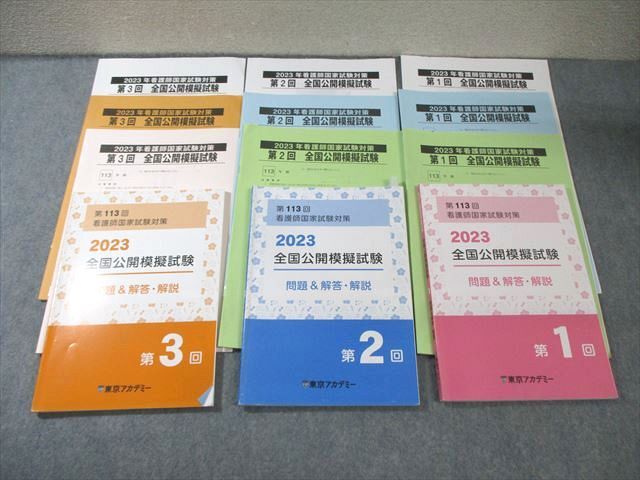 2023 年看護師国家試験対策
第3回 全国公開模擬試験
2023 年看護師国家試験対策
第2回 全国公開模擬試験
2023 年看護師国家試験対策
第1回 全国公開模擬試験
2023 年看護師国家試験対策
第3回 全国公開模擬試験
2023 年看護師国家試験対策
第2回 全国公開模擬試験
2023 年看護師国家試験対策
第1回 全国公開模擬試験
2023 年看護師国家試験対策
第3回 全国公開模擬試験
113
2023 年看護師国家試験対策
第2回 全国公開模擬試験
113
2023 年看護師国家試験対策
第1回 全国公開模擬試験
113
第113回
看護師国家試験対策
2023
全国公開模擬試験
問題&解答・解説
第3回
東京アカデミー
第113回
看護師国家試験対策
2023
全国公開模擬試験
問題&解答・解説
第2回
東京アカデミー
第113回
看護師国家試験対策
2023
全国公開模擬試験
問題&解答・解説
第1回
東京アカデミー